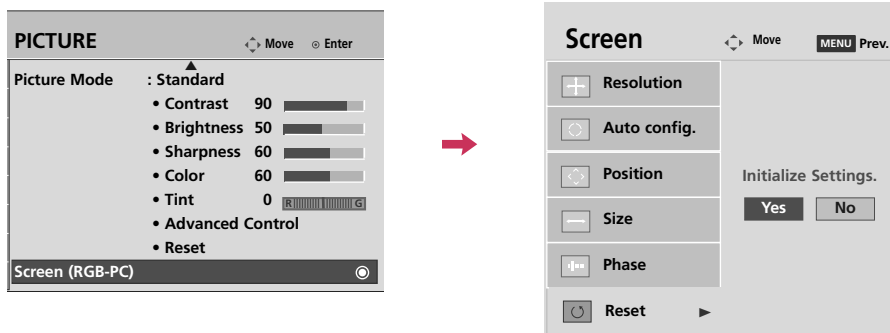 PICTURE
Move
Enter
Picture Mode : Standard
• Contrast 90
• Brightness 50
• Sharpness 60
• Color 60
• Tint 0 R G
• Advanced Control
• Reset
Screen (RGB-PC)
Screen
Move
MENU Prev.
Resolution
Auto config.
Position
Size
Phase
Reset
Initialize Settings.
Yes No